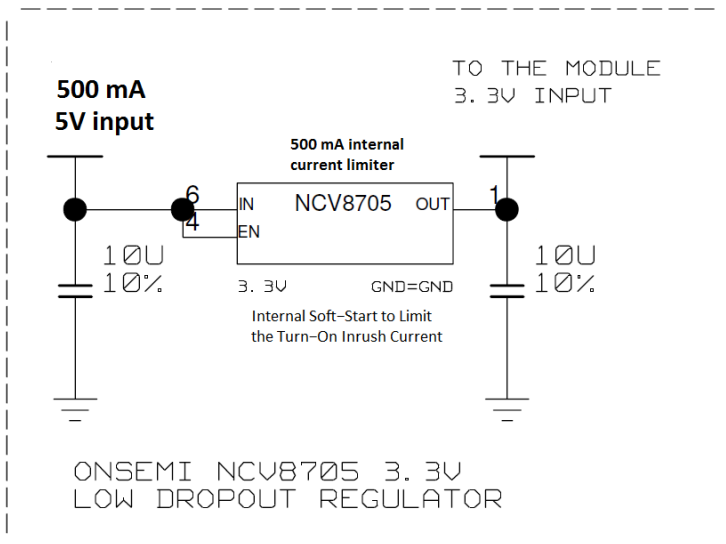 TO THE MODULE
3.3V INPUT
500 mA
5V input
500 mA internal
current limiter
6
IN
NCV8705
OUT
1
4
EN
10U
10%
3.3V
GND=GND
10U
10%
Internal Soft−Start to Limit
the Turn−On Inrush Current
ONSEMI NCV8705 3.3V
LOW DROPOUT REGULATOR